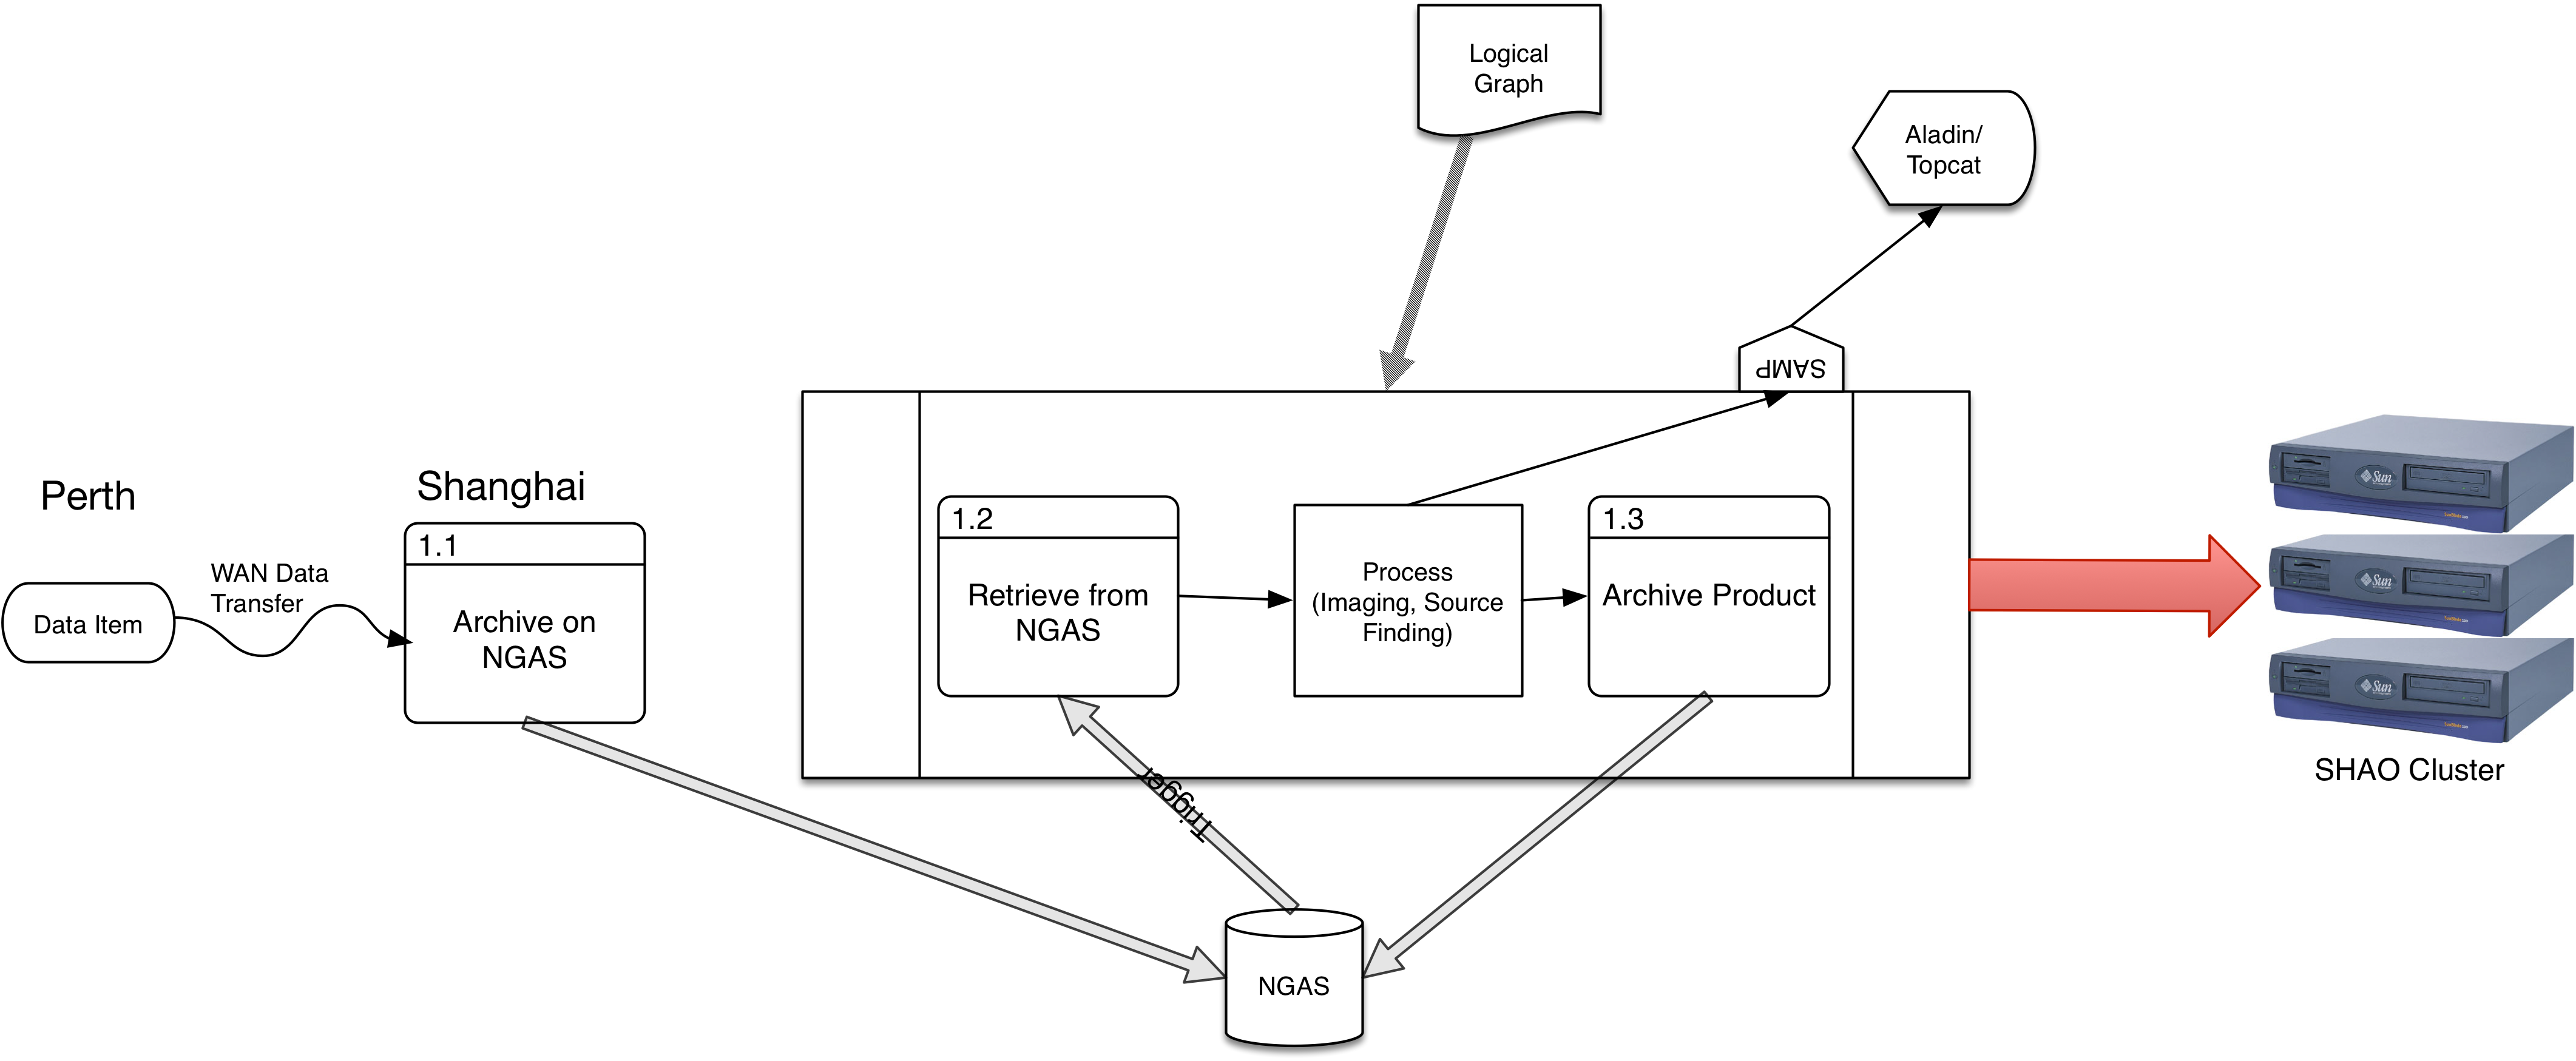 Logical
Graph
Aladin/
Topcat
SAMP
Perth
Shanghai
Data Item
WAN Data
Transfer
1.1
Archive on
NGAS
1.2
Retrieve from
NGAS
Process
(Imaging, Source
Finding)
1.3
Archive Product
Trigger
NGAS
Sun
Sun
Sun
SHAO Cluster